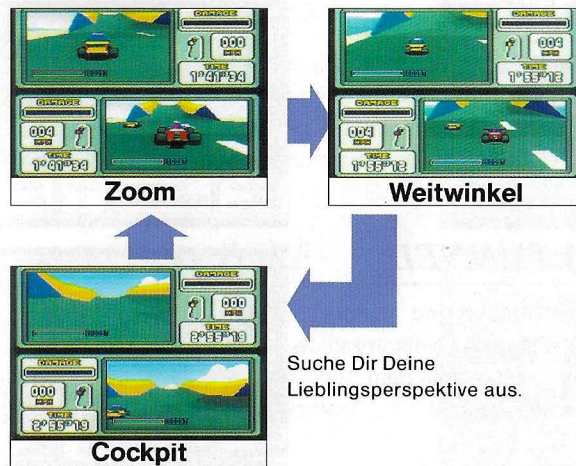 DAMAGE
000
MPH
TIME
1'41"34
DAMAGE
004
MPH
TIME
1'41"34
Zoom
DAMAGE
004
MPH
TIME
1'55"12
DAMAGE
004
MPH
TIME
1'55"12
Weitwinkel
DAMAGE
000
MPH
TIME
2'55"19
DAMAGE
000
MPH
TIME
2'55"19
Cockpit
Suche Dir Deine
Lieblingsperspektive aus.